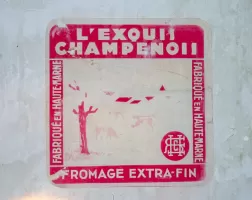 L'EXQUIS
CHAMPENOIS
FABRIQUÉ EN HAUTE-MARNE
FABRIQUÉ EN HAUTE-MARNE
FROMAGE EXTRA-FIN